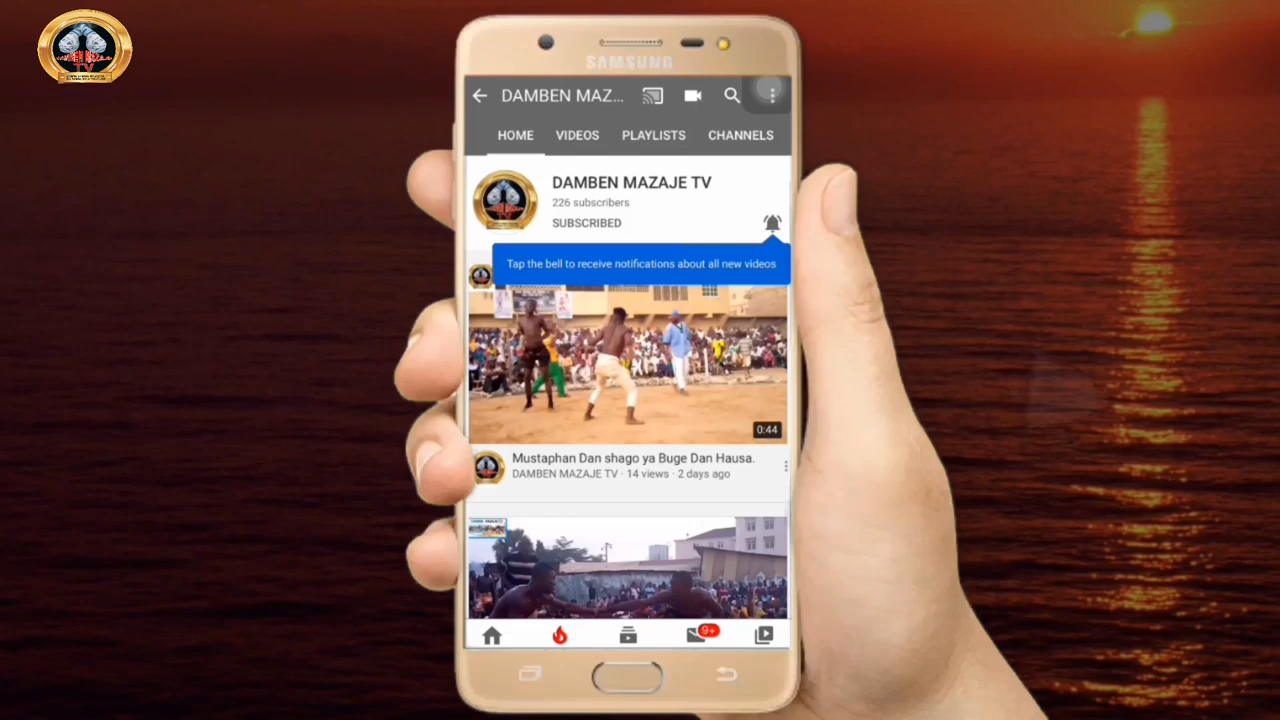 SAMSUNG
DAMBEN MAZ...
HOME VIDEOS PLAYLISTS CHANNELS
DAMBEN MAZAJE TV
226 subscribers
SUBSCRIBED
Tap the bell to receive notifications about all new videos
0:44
Mustaphan Dan shago ya Buge Dan Hausa.
DAMBEN MAZAJE TV · 14 views · 2 days ago
9+